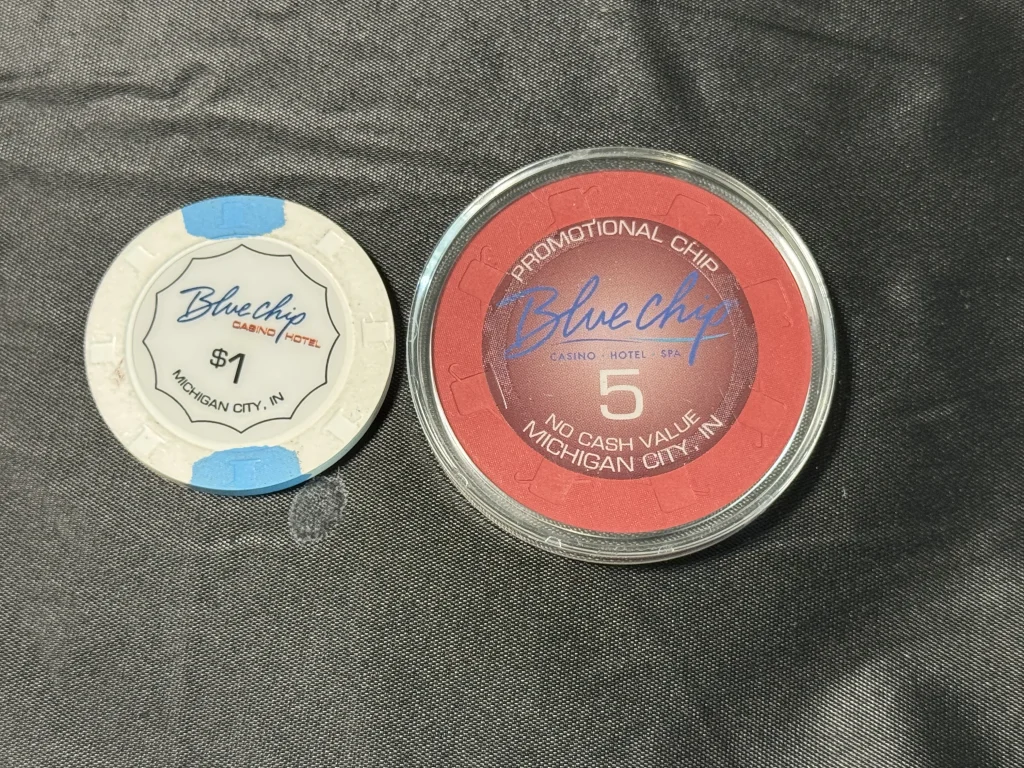 Blue Chip
CASINO HOTEL
$1
MICHIGAN CITY, IN
PROMOTIONAL CHIP
Blue Chip
CASINO · HOTEL · SPA
5
NO CASH VALUE
MICHIGAN CITY, IN